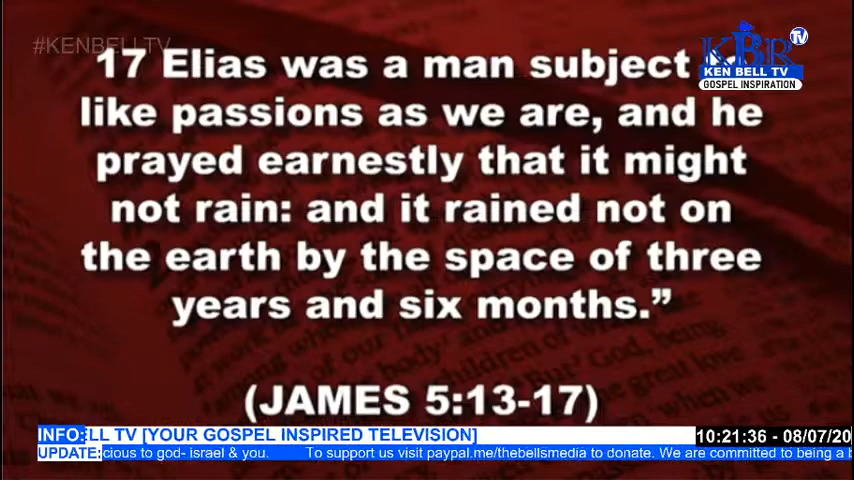 #KENBELL TV
KBR TV
KEN BELL TV
GOSPEL INSPIRATION
17 Elias was a man subject
like passions as we are, and he
prayed earnestly that it might
not rain: and it rained not on
the earth by the space of three
years and six months.”
(JAMES 5:13-17)
INFO: LL TV [YOUR GOSPEL INSPIRED TELEVISION]
10:21:36 - 08/07/20
UPDATE: cious to god- israel & you. To support us visit paypal.me/thebellsmedia to donate. We are committed to being a b